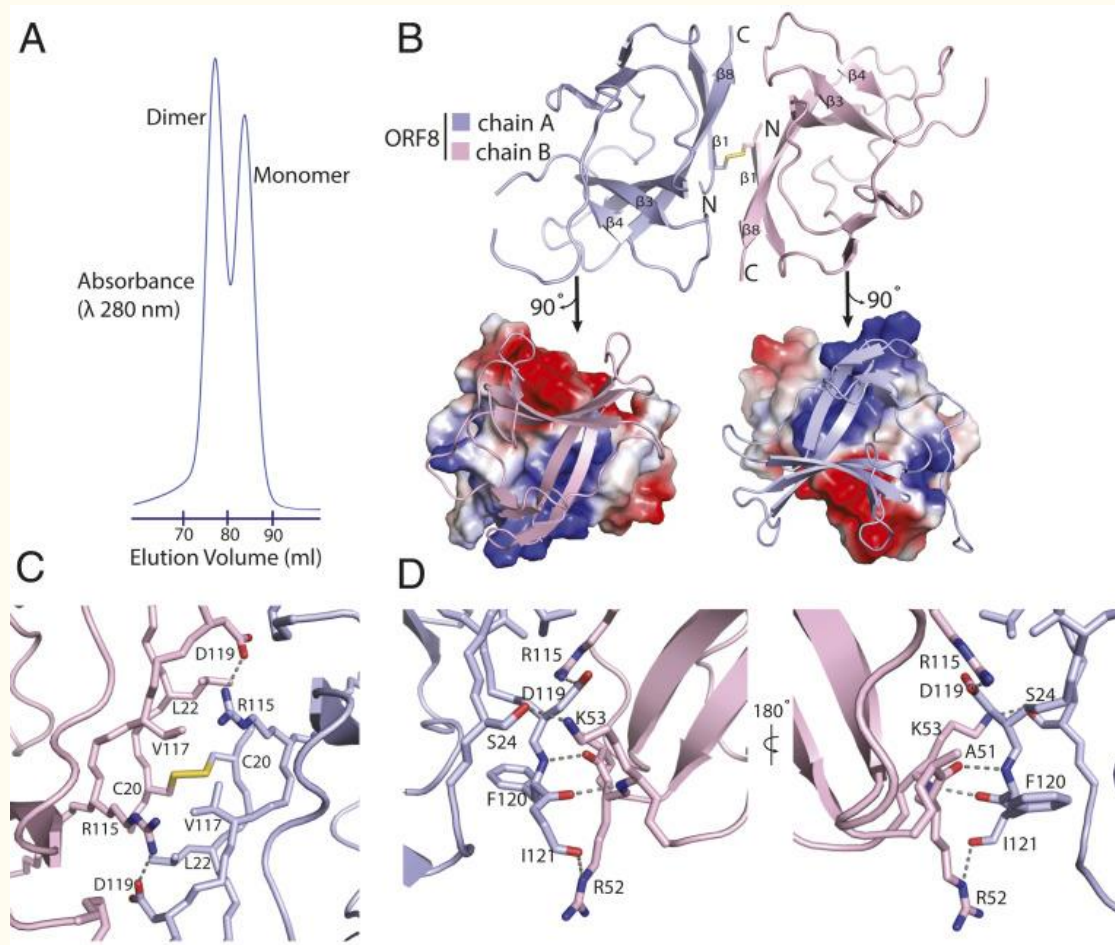 A
Dimer
Monomer
Absorbance
(λ 280 nm)
70 80 90
Elution Volume (ml)
B
ORF8
chain A
chain B
C
β8
β1
N
β3
β4
N
β4
β3
β1
β8
C
90°
90°
C
D119
L22
R115
V117
C20
C20
R115
V117
L22
D119
D
R115
D119
K53
S24
F120
I121
R52
180°
R115
D119
S24
K53
A51
F120
I121
R52